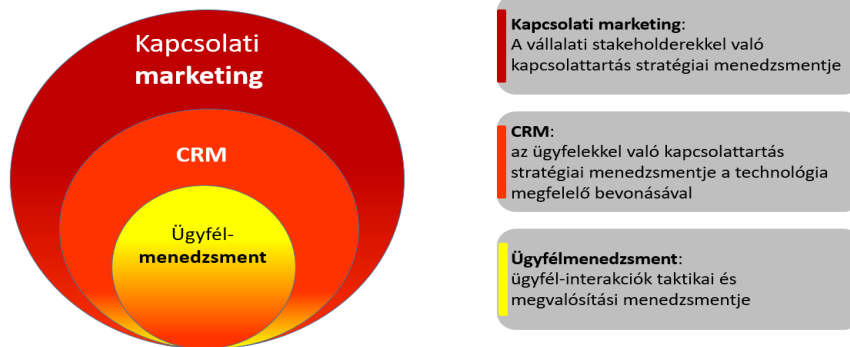 Kapcsolati
marketing
CRM
Ügyfél-
menedzsment
Kapcsolati marketing:
A vállalati stakeholderekkel való
kapcsolattartás stratégiai menedzsmentje
CRM:
az ügyfelekkel való kapcsolattartás
stratégiai menedzsmentje a technológia
megfelelő bevonásával
Ügyfélmenedzsment:
ügyfél-interakciók taktikai és
megvalósítási menedzsmentje